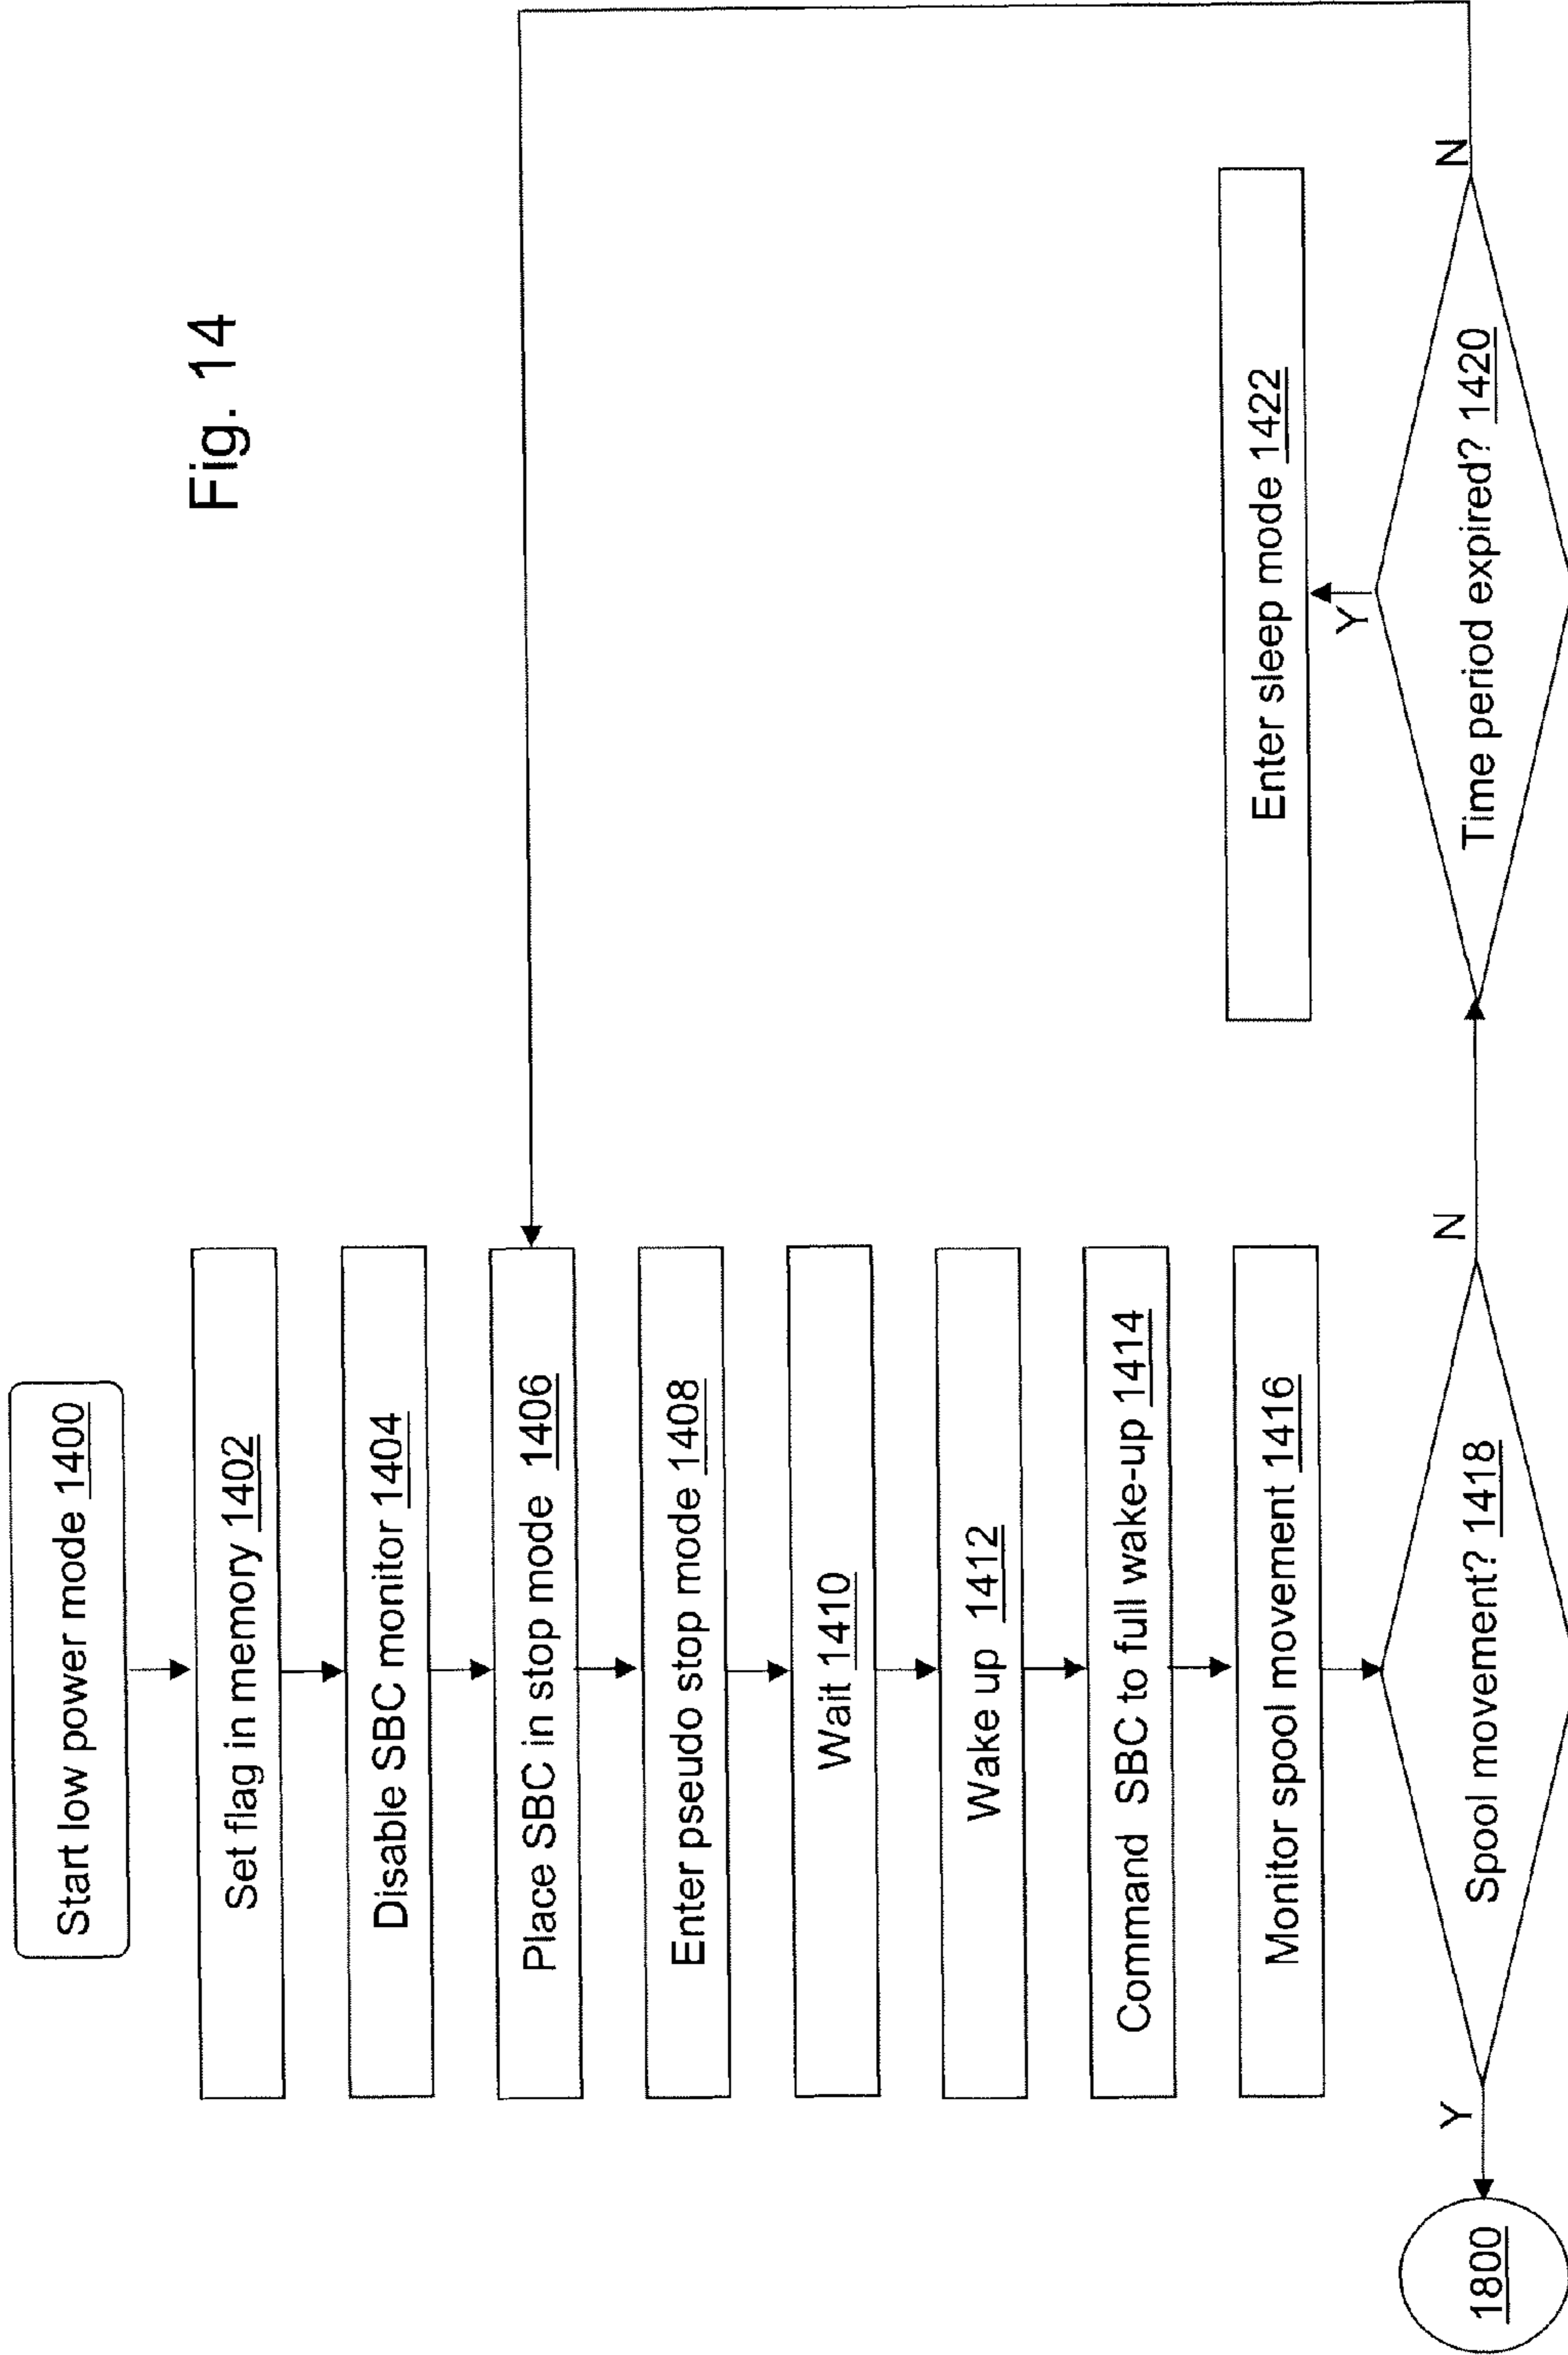 Fig. 14
Start low power mode 1400
Set flag in memory 1402
Disable SBC monitor 1404
Place SBC in stop mode 1406
Enter pseudo stop mode 1408
Wait 1410
Wake up 1412
Command SBC to full wake-up 1414
Monitor spool movement 1416
Spool movement? 1418
Y
1800
N
Time period expired? 1420
Y
Enter sleep mode 1422
N